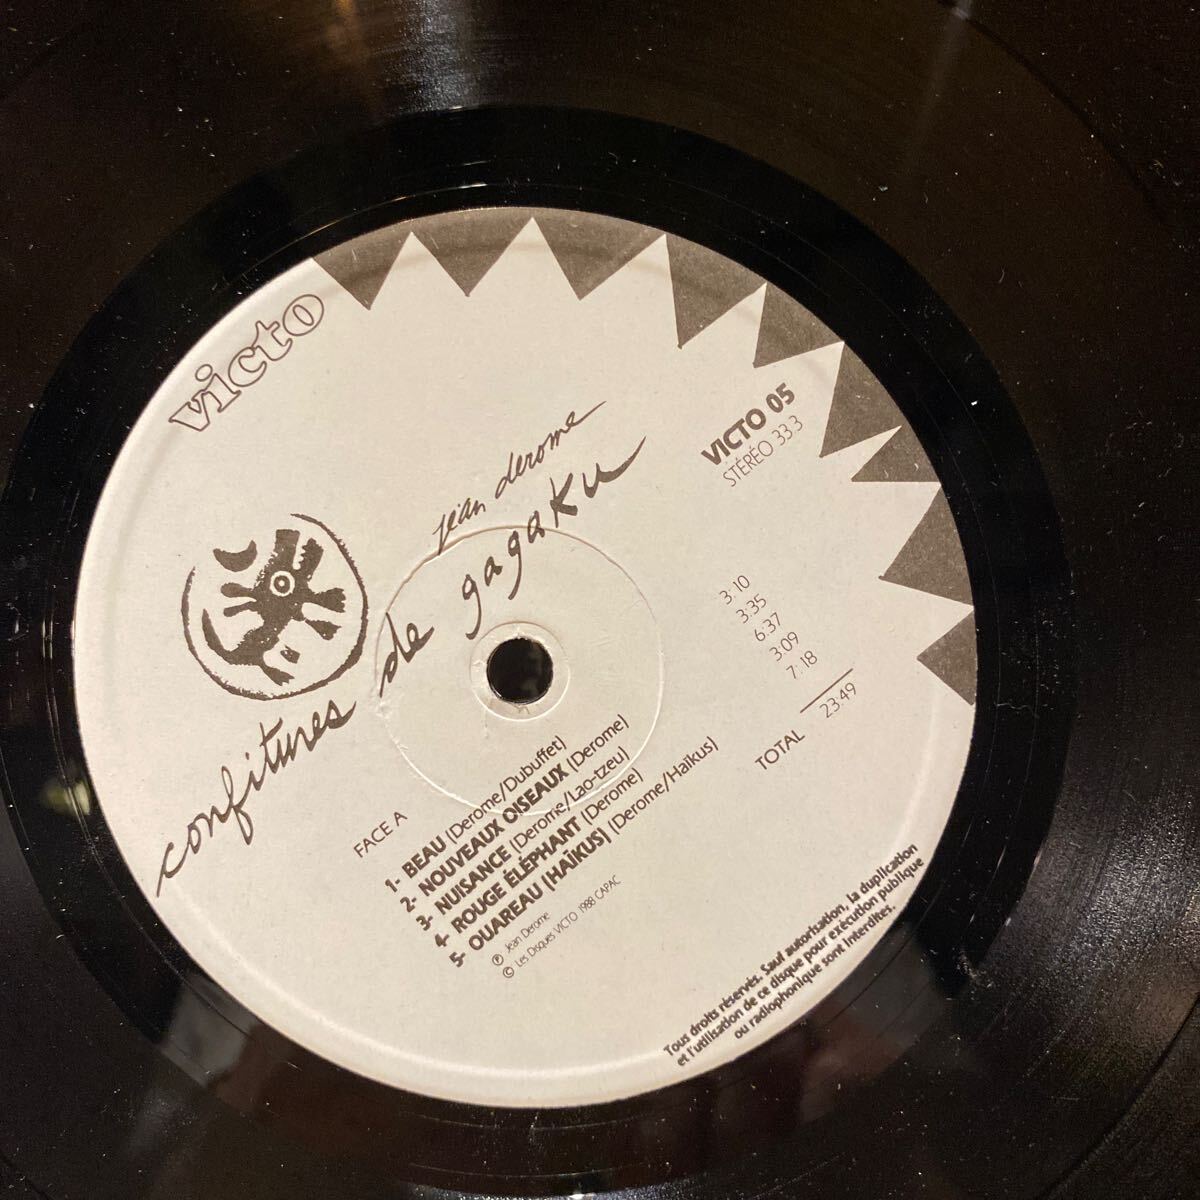 victo
jean derome
confitures de gagaku
VICTO 05
STÉRÉO 33.3
FACE A
1- BEAU (Derome/Dubuffet) 3:10
2- NOUVEAUX OISEAUX (Derome) 3:35
3- NUISANCE (Derome/Lao-tzeu) 6:37
4- ROUGE ÉLÉPHANT (Derome) 3:09
5- OUAREAU (HAÏKUS) (Derome/Haïkus) 7:18
TOTAL 23:49
Ⓟ Jean Derome
© Les Disques VICTO 1988 CAPAC
Tous droits réservés. Sauf autorisation, la duplication
et l'utilisation de ce disque pour exécution publique
ou radiophonique sont interdites.